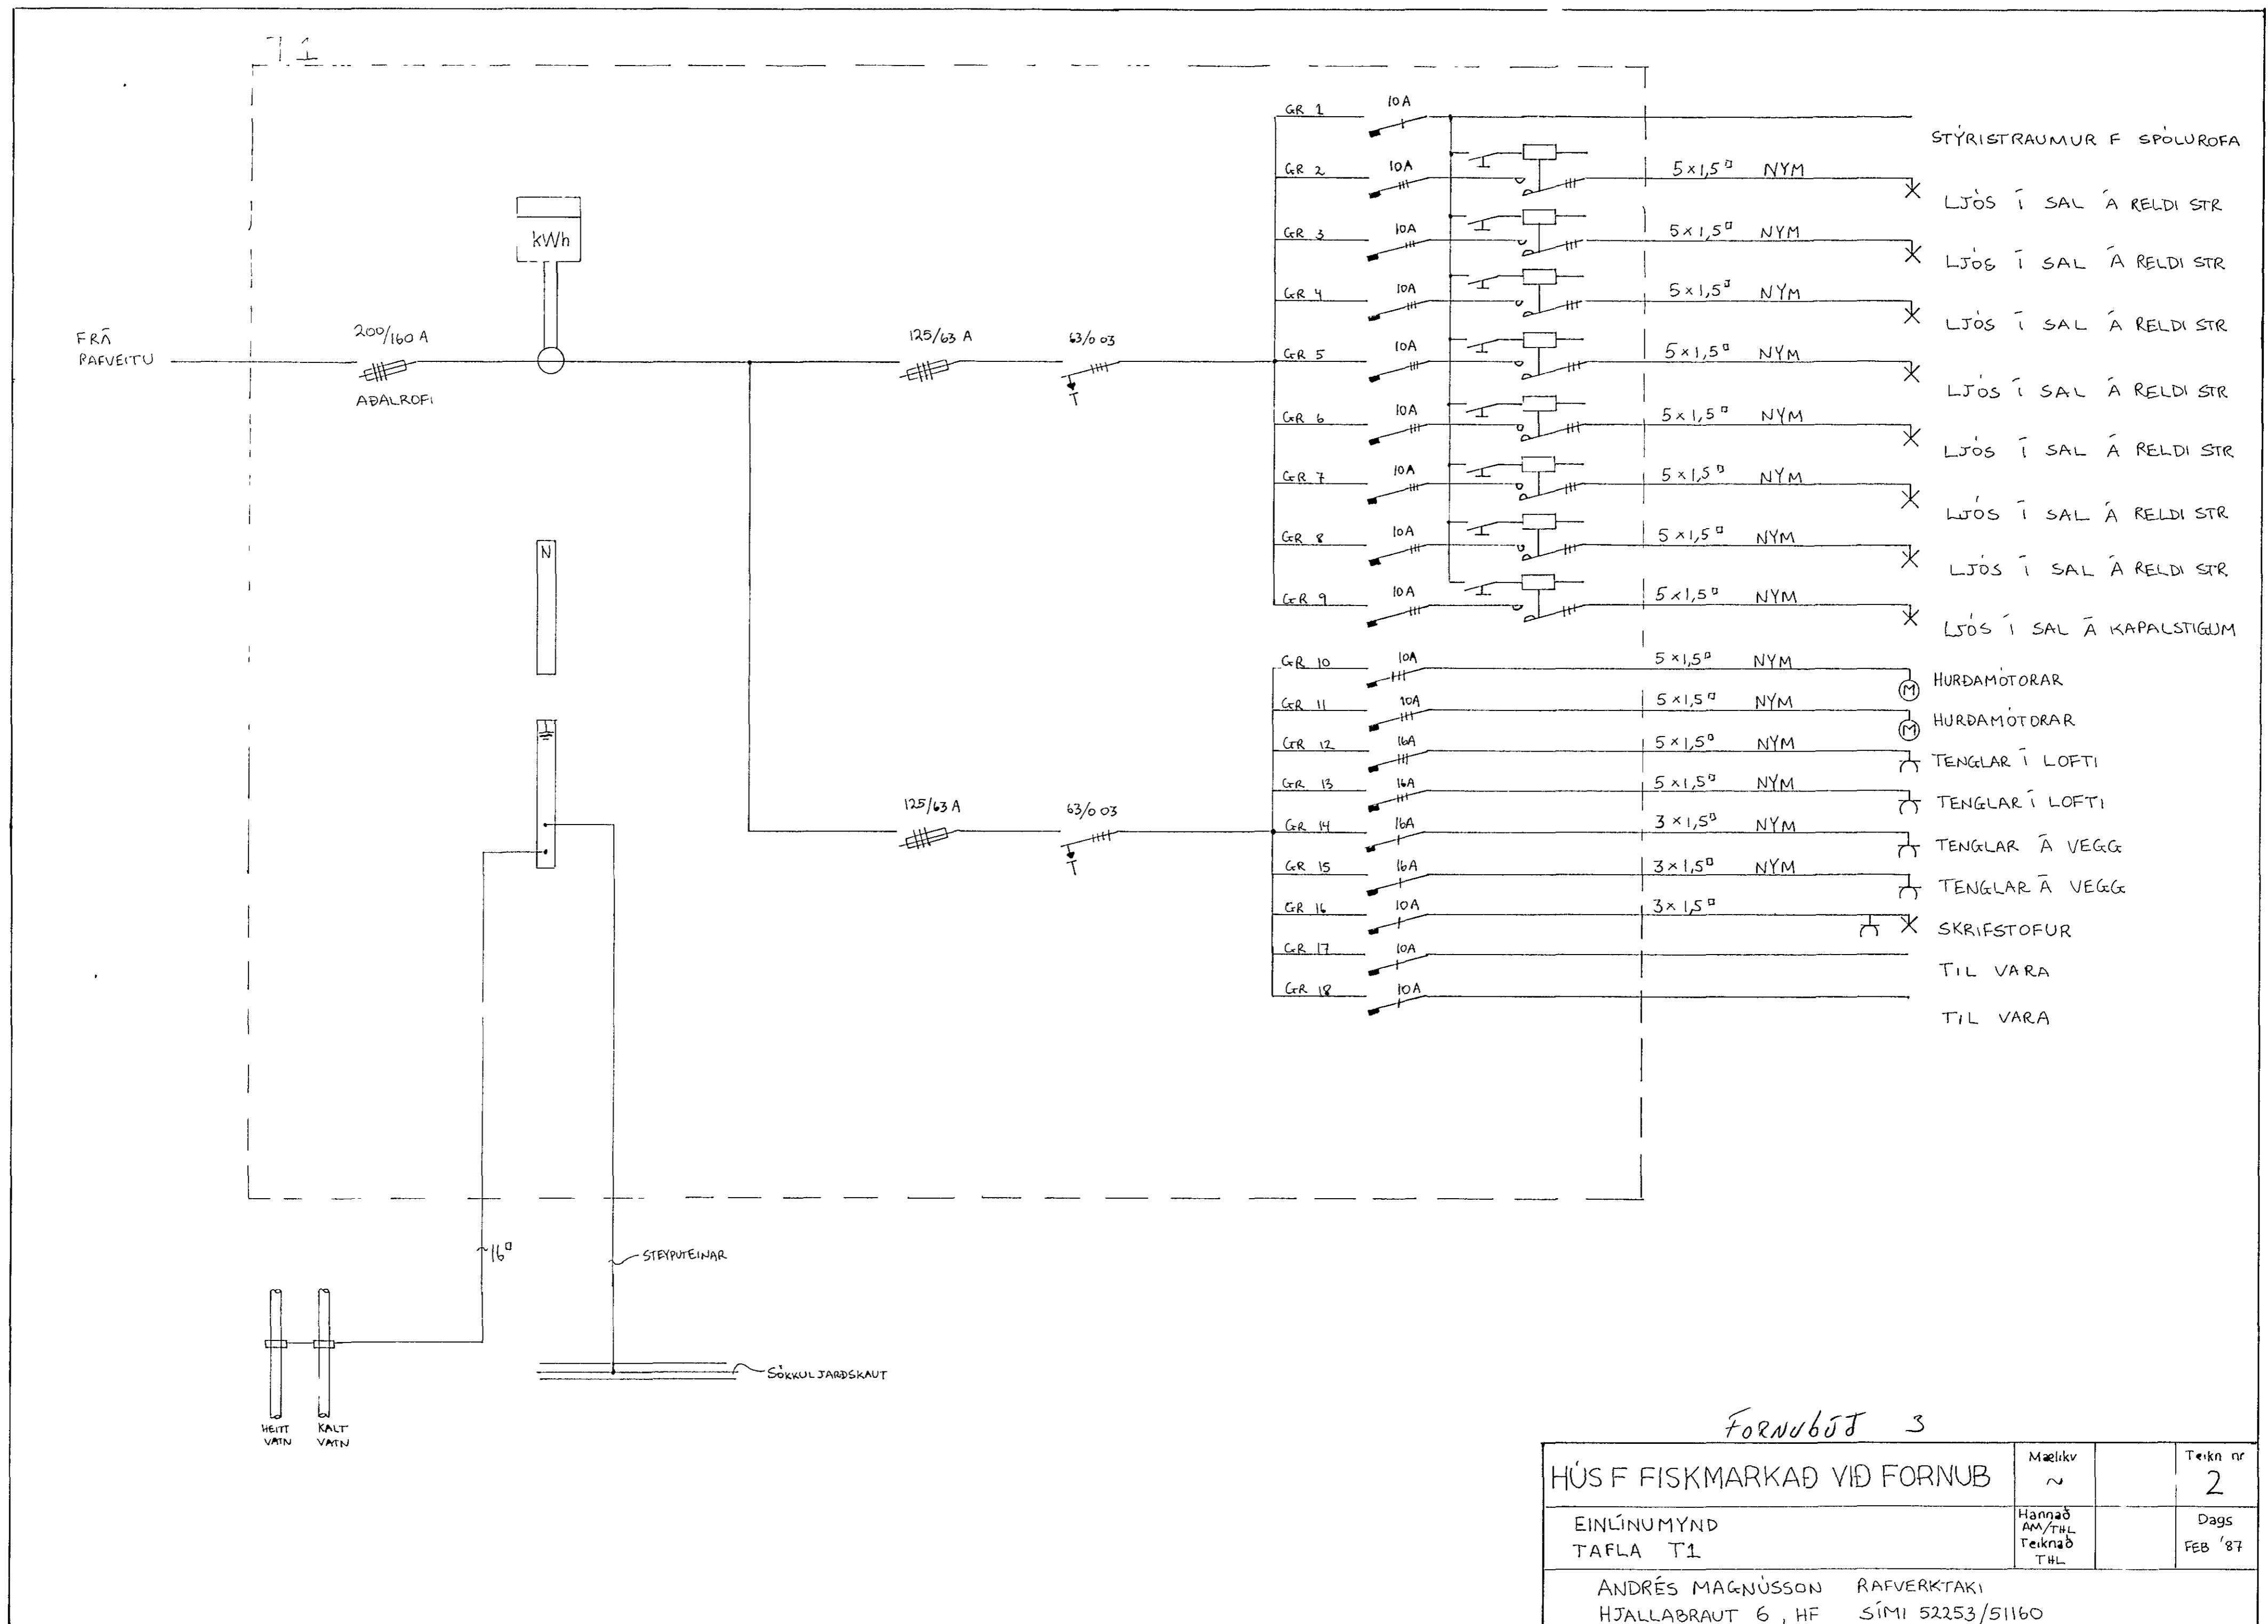 T1
kWh
FRÁ
RAFVEITU
200/160 A
AÐALROFI
125/63 A
63/0 03
T
N
125/63 A
63/0 03
T
GR 1 10A STÝRISTRAUMUR F SPÓLUROFA
GR 2 10A 5×1,5□ NYM LJÓS Í SAL Á RELDI STR
GR 3 10A 5×1,5□ NYM LJÓS Í SAL Á RELDI STR
GR 4 10A 5×1,5□ NYM LJÓS Í SAL Á RELDI STR
GR 5 10A 5×1,5□ NYM LJÓS Í SAL Á RELDI STR
GR 6 10A 5×1,5□ NYM LJÓS Í SAL Á RELDI STR
GR 7 10A 5×1,5□ NYM LJÓS Í SAL Á RELDI STR
GR 8 10A 5×1,5□ NYM LJÓS Í SAL Á RELDI STR
GR 9 10A 5×1,5□ NYM LJÓS Í SAL Á KAPALSTIGUM
GR 10 10A 5×1,5□ NYM M HURÐAMÓTORAR
GR 11 10A 5×1,5□ NYM M HURÐAMÓTORAR
GR 12 16A 5×1,5□ NYM TENGLAR Í LOFTI
GR 13 16A 5×1,5□ NYM TENGLAR Í LOFTI
GR 14 16A 3×1,5□ NYM TENGLAR Á VEGG
GR 15 16A 3×1,5□ NYM TENGLAR Á VEGG
GR 16 10A 3×1,5□ SKRIFSTOFUR
GR 17 10A TIL VARA
GR 18 10A TIL VARA
16□
STEYPUTEINAR
SÖKKULJARÐSKAUT
HEITT
VATN
KALT
VATN
FORNUBÚÐ 3
HÚS F FISKMARKAÐ VIÐ FORNUB
Mælikv
~
Teikn nr
2
EINLÍNUMYND
TAFLA T1
Hannað
AM/THL
Teiknað
THL
Dags
FEB '87
ANDRÉS MAGNÚSSON RAFVERKTAKI
HJALLABRAUT 6, HF SÍMI 52253/51160